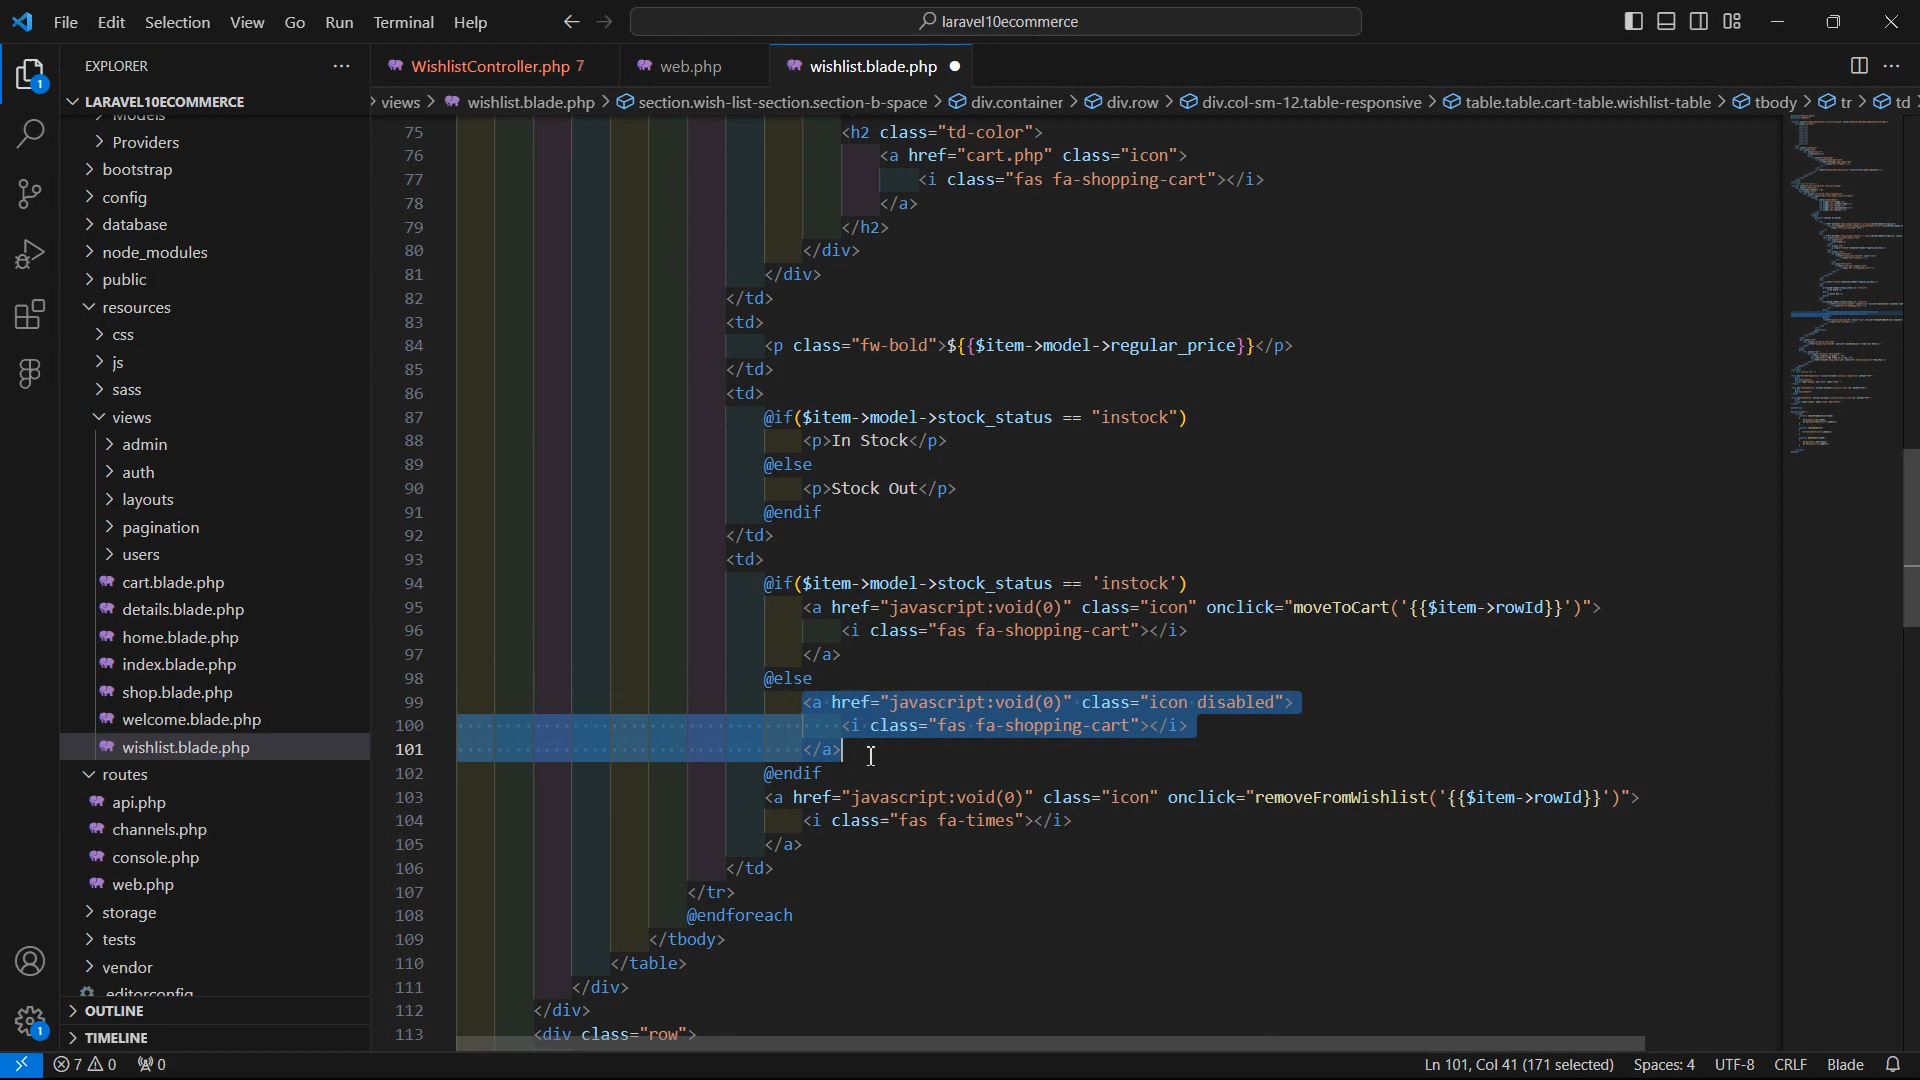 File Edit Selection View Go Run Terminal Help
laravel10ecommerce
EXPLORER
WishlistController.php 7
web.php
wishlist.blade.php
LARAVEL10ECOMMERCE
views > wishlist.blade.php > section.wish-list-section.section-b-space > div.container > div.row > div.col-sm-12.table-responsive > table.table.cart-table.wishlist-table > tbody > tr > td
Models
Providers
bootstrap
config
database
node_modules
public
resources
css
js
sass
views
admin
auth
layouts
pagination
users
cart.blade.php
details.blade.php
home.blade.php
index.blade.php
shop.blade.php
welcome.blade.php
wishlist.blade.php
routes
api.php
channels.php
console.php
web.php
storage
tests
vendor
.editorconfig
OUTLINE
TIMELINE
75 <h2 class="td-color">
76 <a href="cart.php" class="icon">
77 <i class="fas fa-shopping-cart"></i>
78 </a>
79 </h2>
80 </div>
81 </div>
82 </td>
83 <td>
84 <p class="fw-bold">${{$item->model->regular_price}}</p>
85 </td>
86 <td>
87 @if($item->model->stock_status == "instock")
88 <p>In Stock</p>
89 @else
90 <p>Stock Out</p>
91 @endif
92 </td>
93 <td>
94 @if($item->model->stock_status == 'instock')
95 <a href="javascript:void(0)" class="icon" onclick="moveToCart('{{$item->rowId}}')">
96 <i class="fas fa-shopping-cart"></i>
97 </a>
98 @else
99 <a href="javascript:void(0)" class="icon disabled">
100 <i class="fas fa-shopping-cart"></i>
101 </a>
102 @endif
103 <a href="javascript:void(0)" class="icon" onclick="removeFromWishlist('{{$item->rowId}}')">
104 <i class="fas fa-times"></i>
105 </a>
106 </td>
107 </tr>
108 @endforeach
109 </tbody>
110 </table>
111 </div>
112 </div>
113 <div class="row">
1
1
7 0 0
Ln 101, Col 41 (171 selected) Spaces: 4 UTF-8 CRLF Blade